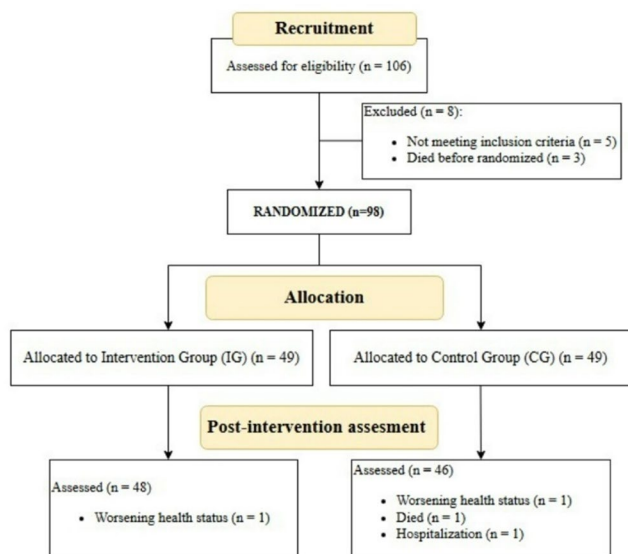 Recruitment
Assessed for eligibility (n = 106)
Excluded (n = 8):
• Not meeting inclusion criteria (n = 5)
• Died before randomized (n = 3)
RANDOMIZED (n=98)
Allocation
Allocated to Intervention Group (IG) (n = 49)
Allocated to Control Group (CG) (n = 49)
Post-intervention assesment
Assessed (n = 48)
• Worsening health status (n = 1)
Assessed (n = 46)
• Worsening health status (n = 1)
• Died (n = 1)
• Hospitalization (n = 1)